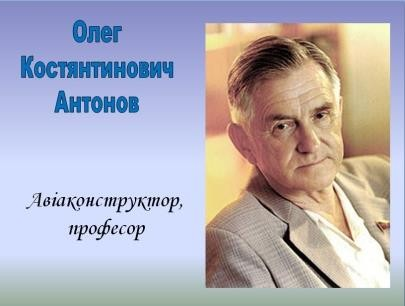 Олег
Костянтинович
Антонов
Авіаконструктор,
професор